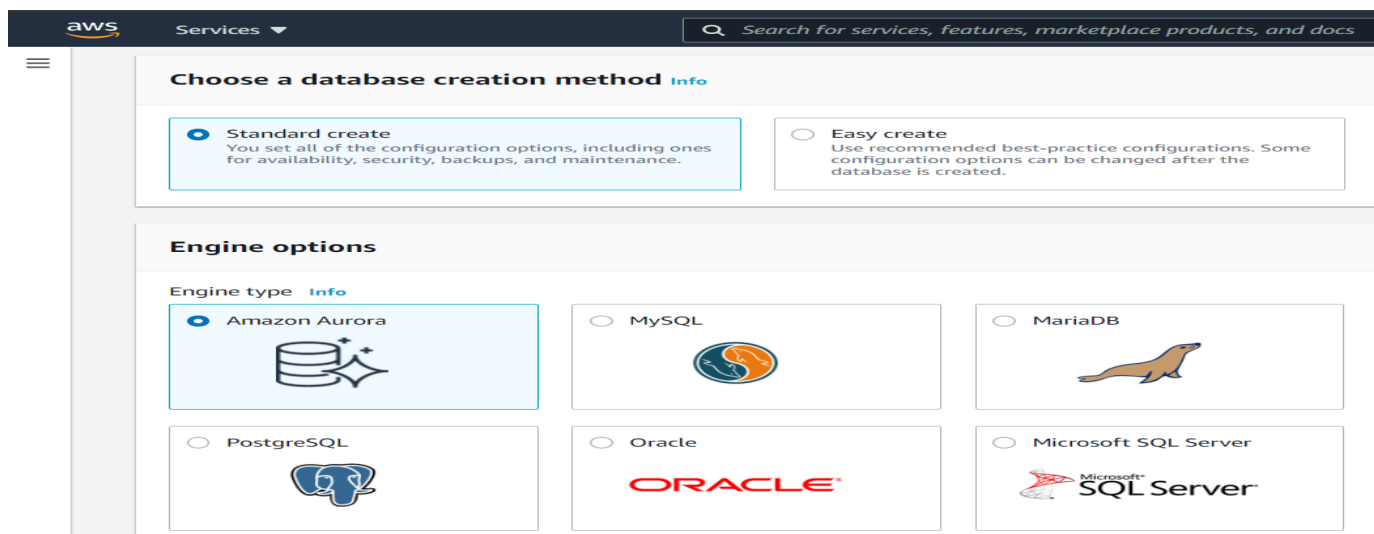 aws Services Search for services, features, marketplace products, and docs
Choose a database creation method Info
Standard create
You set all of the configuration options, including ones
for availability, security, backups, and maintenance.
Easy create
Use recommended best-practice configurations. Some
configuration options can be changed after the
database is created.
Engine options
Engine type Info
Amazon Aurora
MySQL
MariaDB
PostgreSQL
Oracle
ORACLE
Microsoft SQL Server
Microsoft
SQL Server